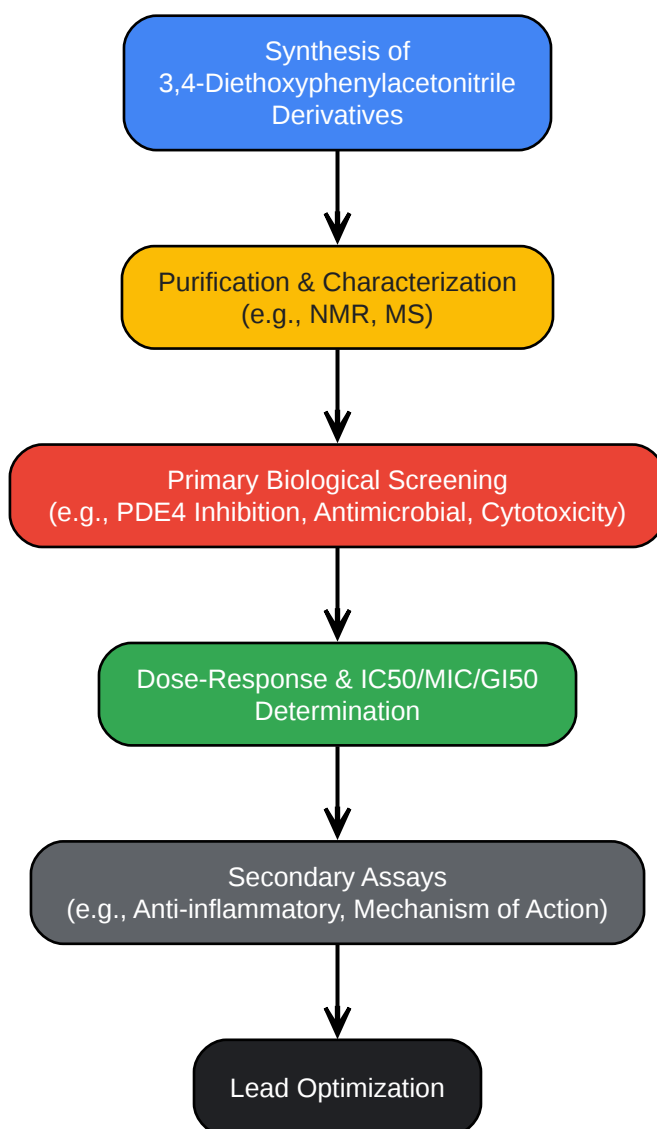 Synthesis of
3,4-Diethoxyphenylacetonitrile
Derivatives
Purification & Characterization
(e.g., NMR, MS)
Primary Biological Screening
(e.g., PDE4 Inhibition, Antimicrobial, Cytotoxicity)
Dose-Response & IC50/MIC/GI50
Determination
Secondary Assays
(e.g., Anti-inflammatory, Mechanism of Action)
Lead Optimization